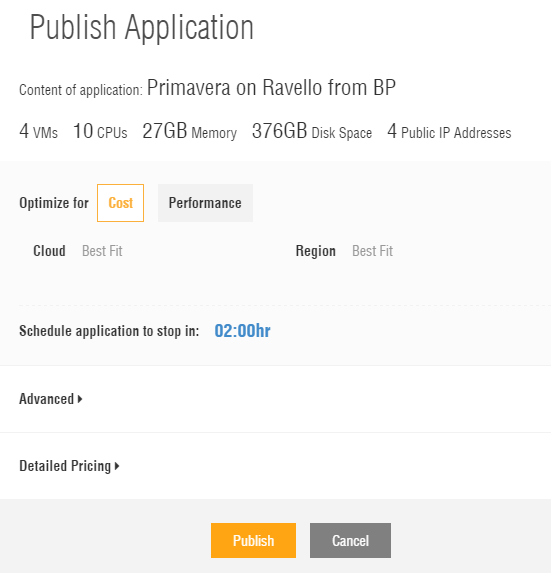 Publish Application
Content of application: Primavera on Ravello from BP
4 VMs 10 CPUs 27GB Memory 376GB Disk Space 4 Public IP Addresses
Optimize for Cost Performance
Cloud Best Fit Region Best Fit
Schedule application to stop in: 02:00hr
Advanced
Detailed Pricing
Publish Cancel